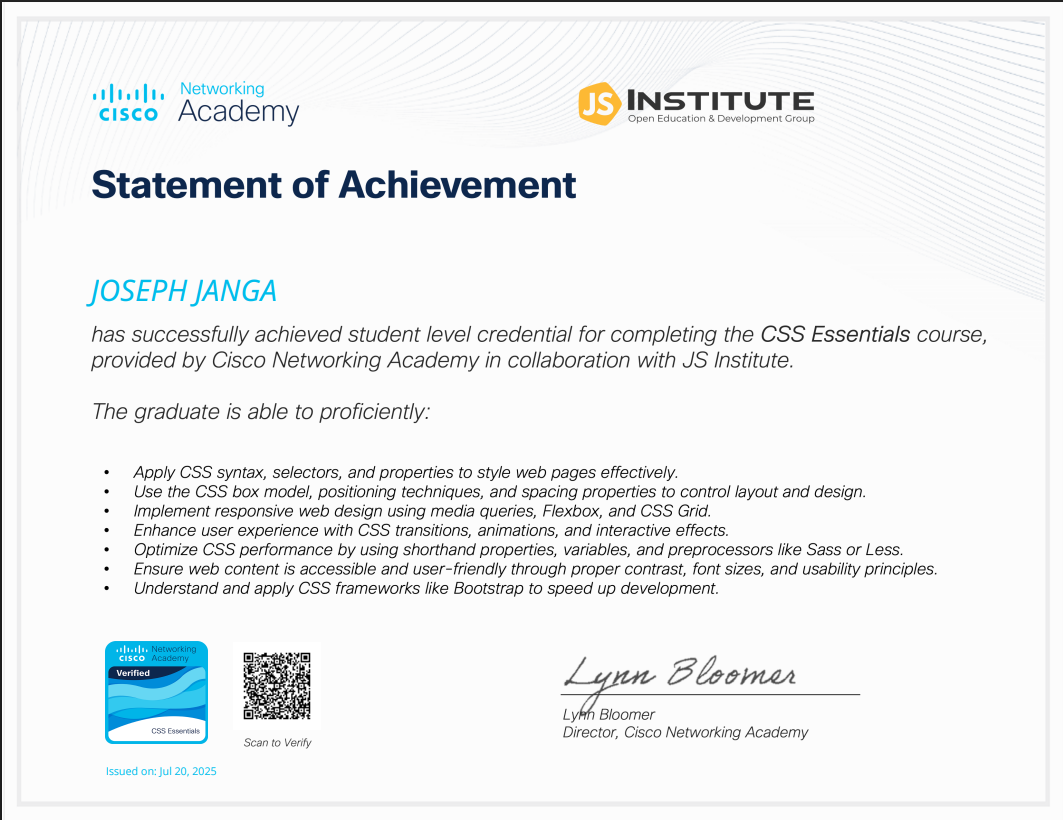 CISCO
Networking
Academy
JS INSTITUTE
Open Education & Development Group
Statement of Achievement
JOSEPH JANGA
has successfully achieved student level credential for completing the CSS Essentials course,
provided by Cisco Networking Academy in collaboration with JS Institute.
The graduate is able to proficiently:
• Apply CSS syntax, selectors, and properties to style web pages effectively.
• Use the CSS box model, positioning techniques, and spacing properties to control layout and design.
• Implement responsive web design using media queries, Flexbox, and CSS Grid.
• Enhance user experience with CSS transitions, animations, and interactive effects.
• Optimize CSS performance by using shorthand properties, variables, and preprocessors like Sass or Less.
• Ensure web content is accessible and user-friendly through proper contrast, font sizes, and usability principles.
• Understand and apply CSS frameworks like Bootstrap to speed up development.
CISCO
Networking
Academy
Verified
CSS Essentials
Scan to Verify
Issued on: Jul 20, 2025
Lynn Bloomer
Lynn Bloomer
Director, Cisco Networking Academy